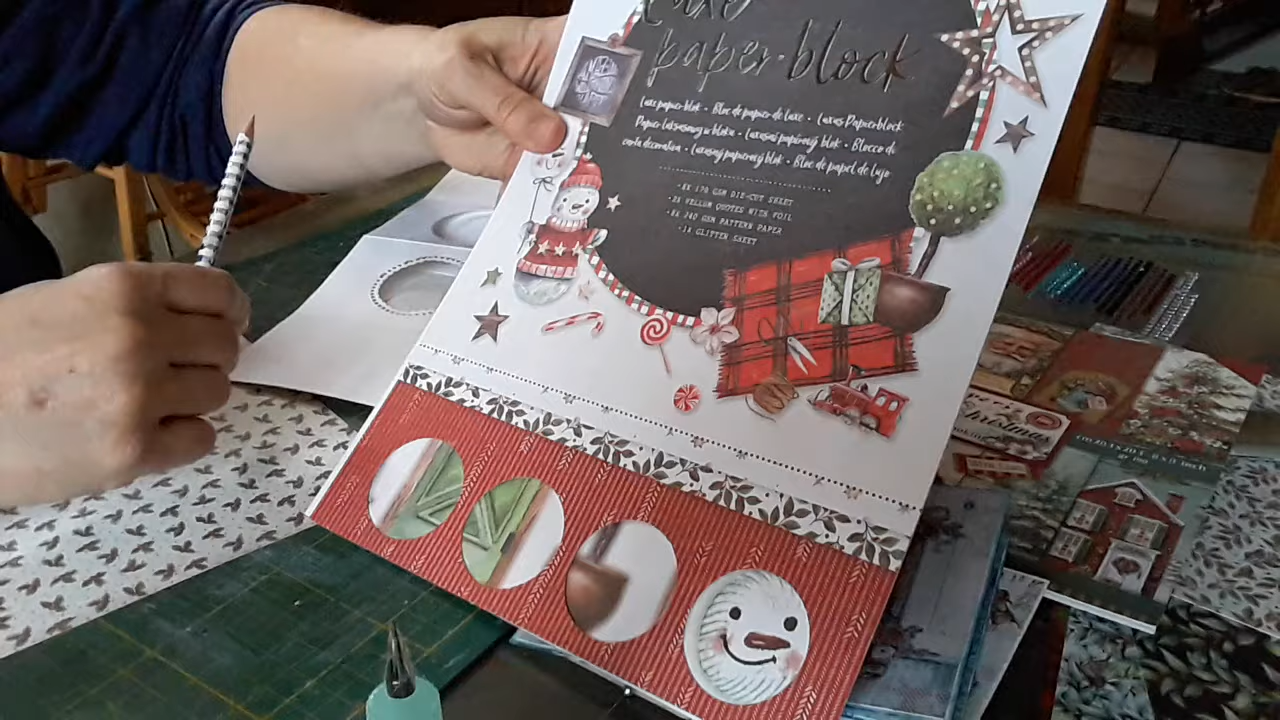 Luxe
paper·block
Luxe papierblok • Bloc de papier de luxe • Luxus Papierblock
Papier luksusowy w bloku • Luxusní papírový blok • Blocco di
carta decorativa • Luxusný papierový blok • Bloc de papel de lujo
• 8X 170 GSM DIE-CUT SHEET
• 2X VELLUM QUOTES WITH FOIL
• 8X 240 GSM PATTERN PAPER
• 1X GLITTER SHEET
Christmas